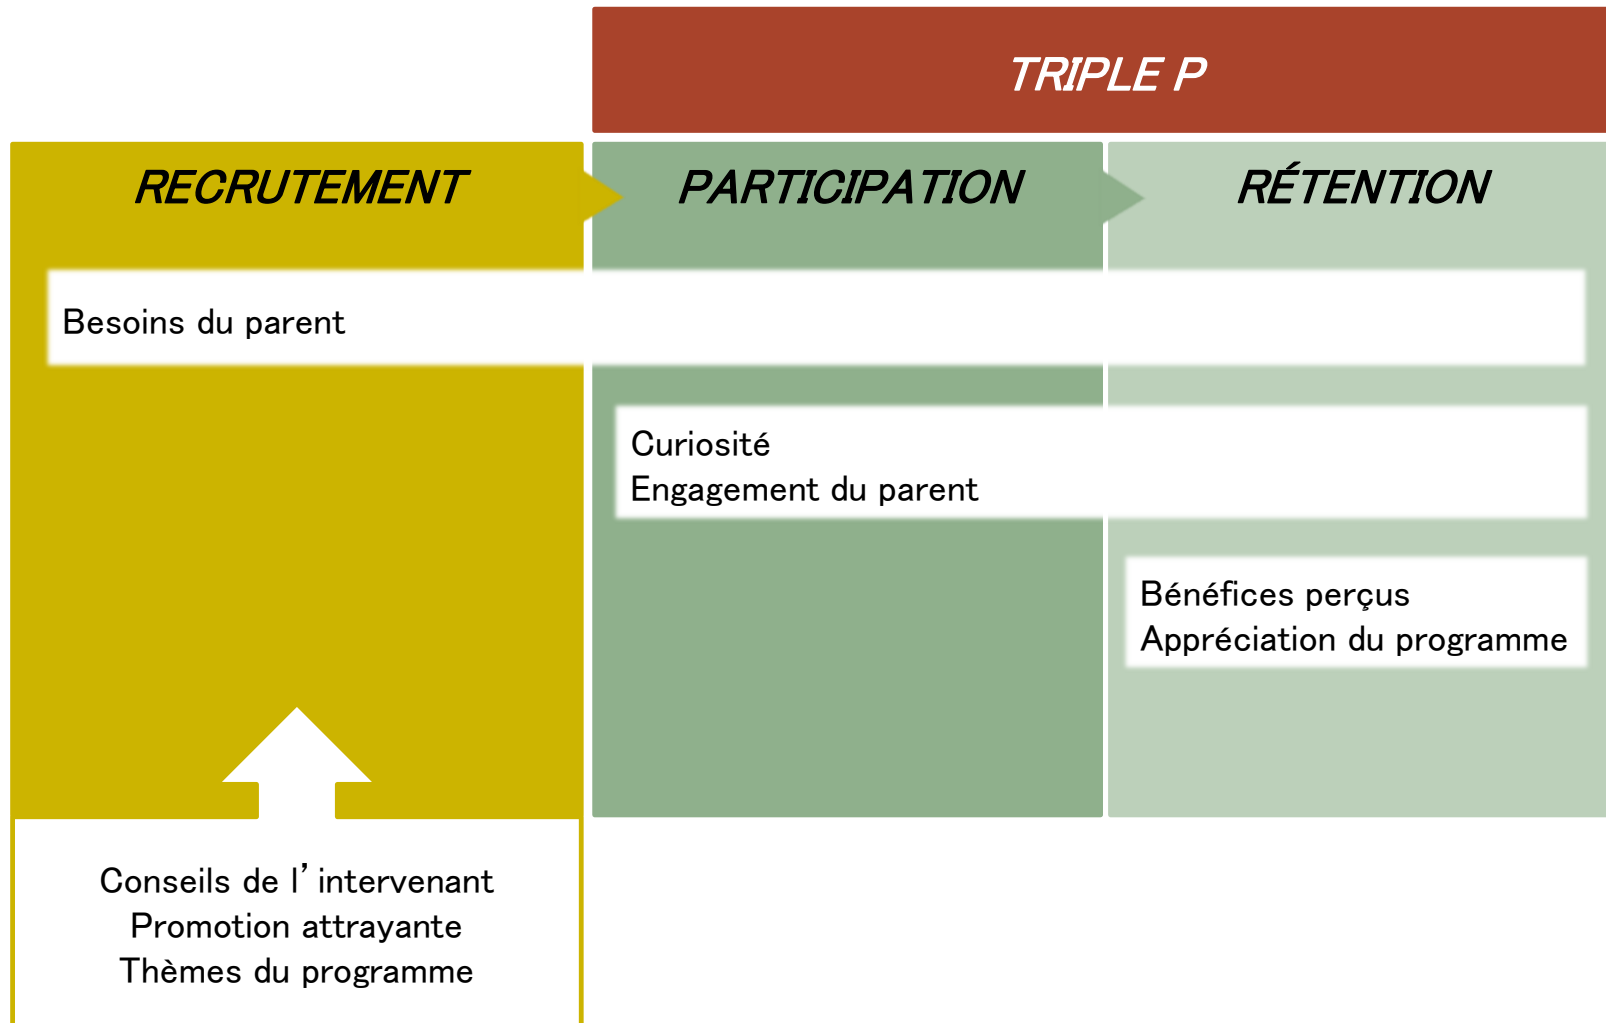 TRIPLE P
RECRUTEMENT
PARTICIPATION
RÉTENTION
Besoins du parent
Curiosité
Engagement du parent
Bénéfices perçus
Appréciation du programme
Conseils de l’intervenant
Promotion attrayante
Thèmes du programme